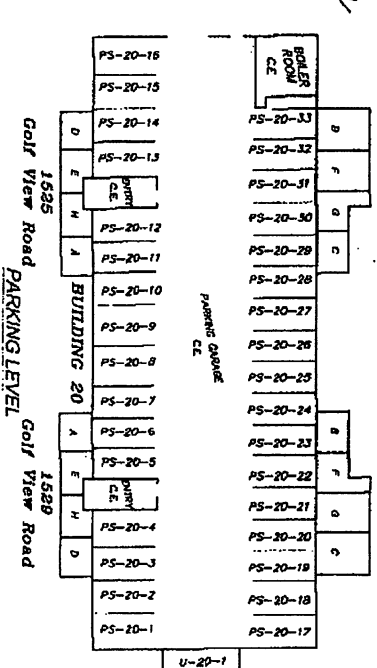 PS-20-16
PS-20-15
PS-20-14
PS-20-13
ENTRY
C.E.
PS-20-12
PS-20-11
PS-20-10
PS-20-9
PS-20-8
PS-20-7
PS-20-6
PS-20-5
ENTRY
C.E.
PS-20-4
PS-20-3
PS-20-2
PS-20-1
BOILER
ROOM
C.E
PS-20-33
PS-20-32
PS-20-31
PS-20-30
PS-20-29
PS-20-28
PS-20-27
PS-20-26
PS-20-25
PS-20-24
PS-20-23
PS-20-22
PS-20-21
PS-20-20
PS-20-19
PS-20-18
PS-20-17
PARKING GARAGE
C.E.
B
F
G
C
B
F
G
C
D
E
H
A
BUILDING 20
A
E
H
D
1525
Golf View Road
PARKING LEVEL
1529
Golf View Road
U-20-1